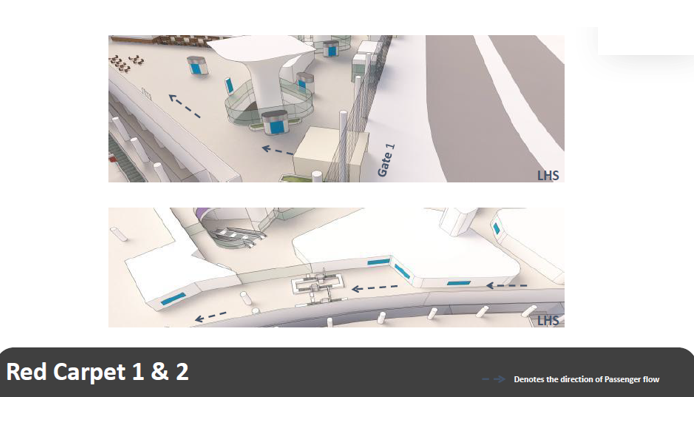 Gate 1
LHS
LHS
Red Carpet 1 & 2
Denotes the direction of Passenger flow